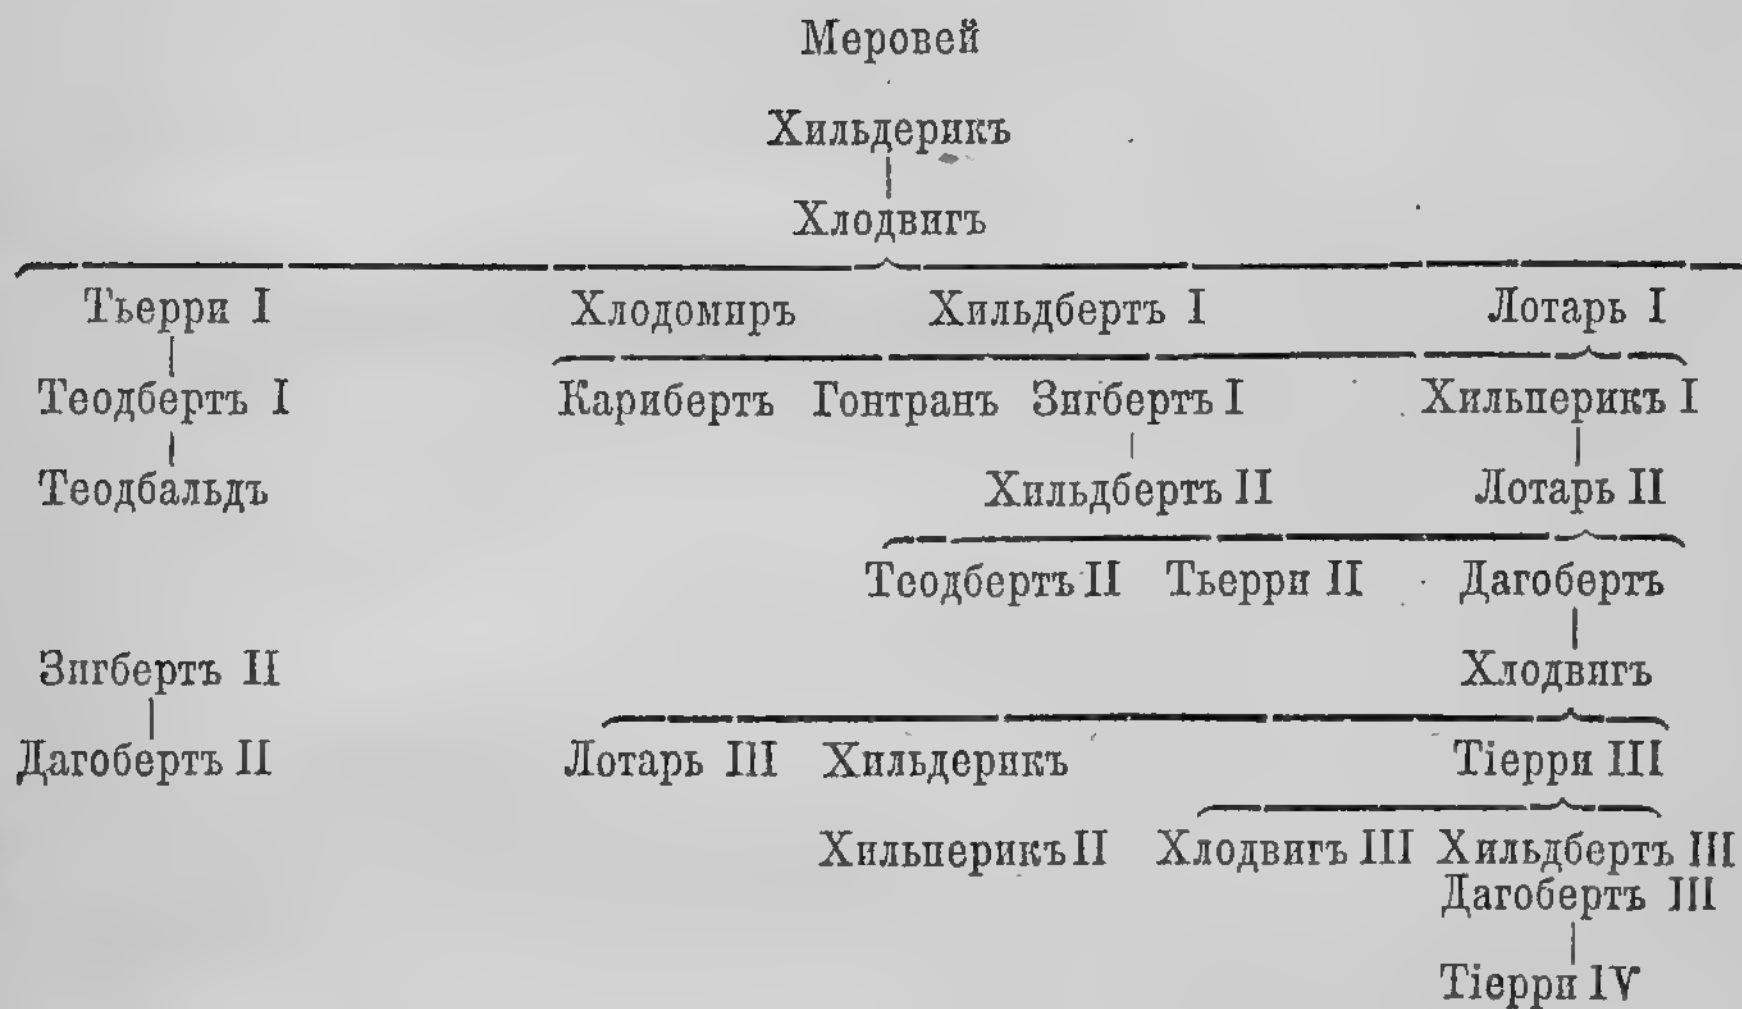 Меровей
Хильдерикъ
Хлодвигъ
Тьерри I Хлодомиръ Хильдбертъ I Лотарь I
Теодбертъ I Карибертъ Гонтранъ Зигбертъ I Хильперикъ I
Теодбальдъ Хильдбертъ II Лотарь II
Теодбертъ II Тьерри II Дагобертъ
Зигбертъ II Хлодвигъ
Дагобертъ II Лотарь III Хильдерикъ Тіерри III
Хильперикъ II Хлодвигъ III Хильдбертъ III
Дагобертъ III
Тіерри IV